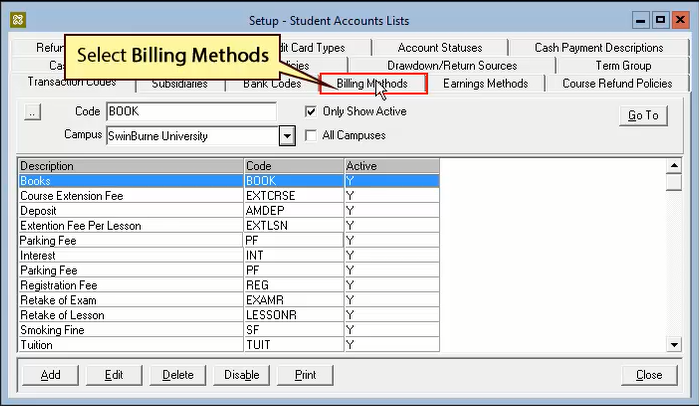 Setup - Student Accounts Lists
Select Billing Methods
Card Types
Account Statuses
Cash Payment Descriptions
Drawdown/Return Sources
Term Group
Transaction Codes
Subsidiaries
Bank Codes
Billing Methods
Earnings Methods
Course Refund Policies
.. Code BOOK Only Show Active Go To
Campus SwinBurne University All Campuses
Description Code Active
Books BOOK Y
Course Extension Fee EXTCRSE Y
Deposit AMDEP Y
Extention Fee Per Lesson EXTLSN Y
Parking Fee PF Y
Interest INT Y
Parking Fee PF Y
Registration Fee REG Y
Retake of Exam EXAMR Y
Retake of Lesson LESSONR Y
Smoking Fine SF Y
Tuition TUIT Y
Add Edit Delete Disable Print Close